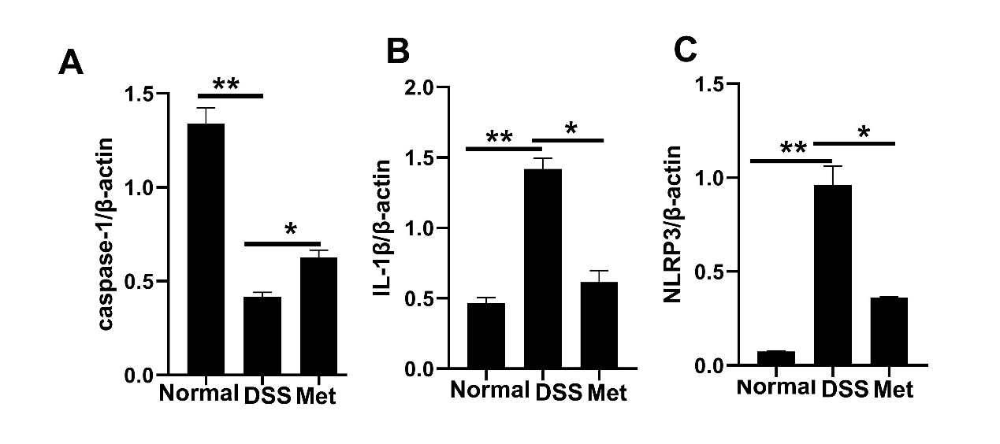 A
caspase-1/β-actin
1.5
1.0
0.5
0.0
**
*
Normal DSS Met
B
IL-1β/β-actin
2.0
1.5
1.0
0.5
0.0
**
*
Normal DSS Met
C
NLRP3/β-actin
1.5
1.0
0.5
0.0
**
*
Normal DSS Met